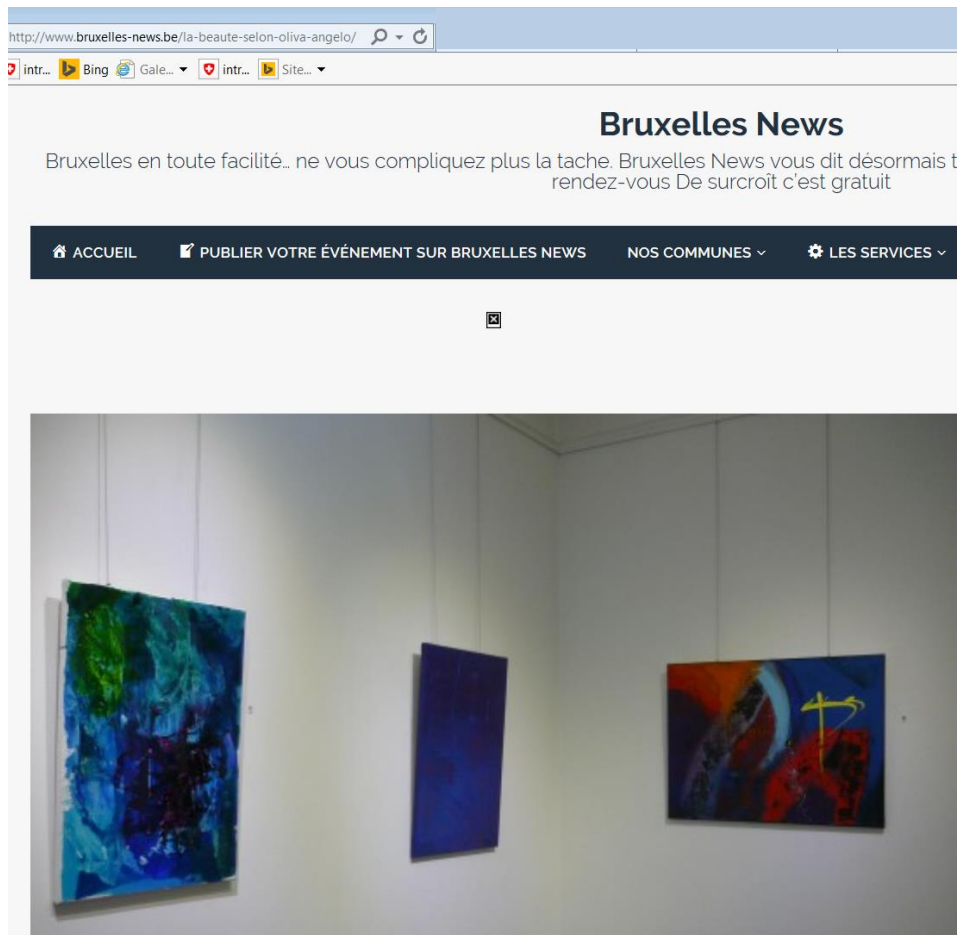 http://www.bruxelles-news.be/la-beaute-selon-oliva-angelo/
intr... Bing Gale... intr... Site...
Bruxelles News
Bruxelles en toute facilité… ne vous compliquez plus la tache. Bruxelles News vous dit désormais t
rendez-vous De surcroît c'est gratuit
ACCUEIL PUBLIER VOTRE ÉVÉNEMENT SUR BRUXELLES NEWS NOS COMMUNES LES SERVICES